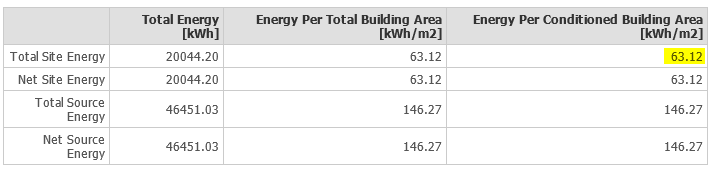 Total Energy [kWh] Energy Per Total Building Area [kWh/m2] Energy Per Conditioned Building Area [kWh/m2]
Total Site Energy 20044.20 63.12 63.12
Net Site Energy 20044.20 63.12 63.12
Total Source Energy 46451.03 146.27 146.27
Net Source Energy 46451.03 146.27 146.27